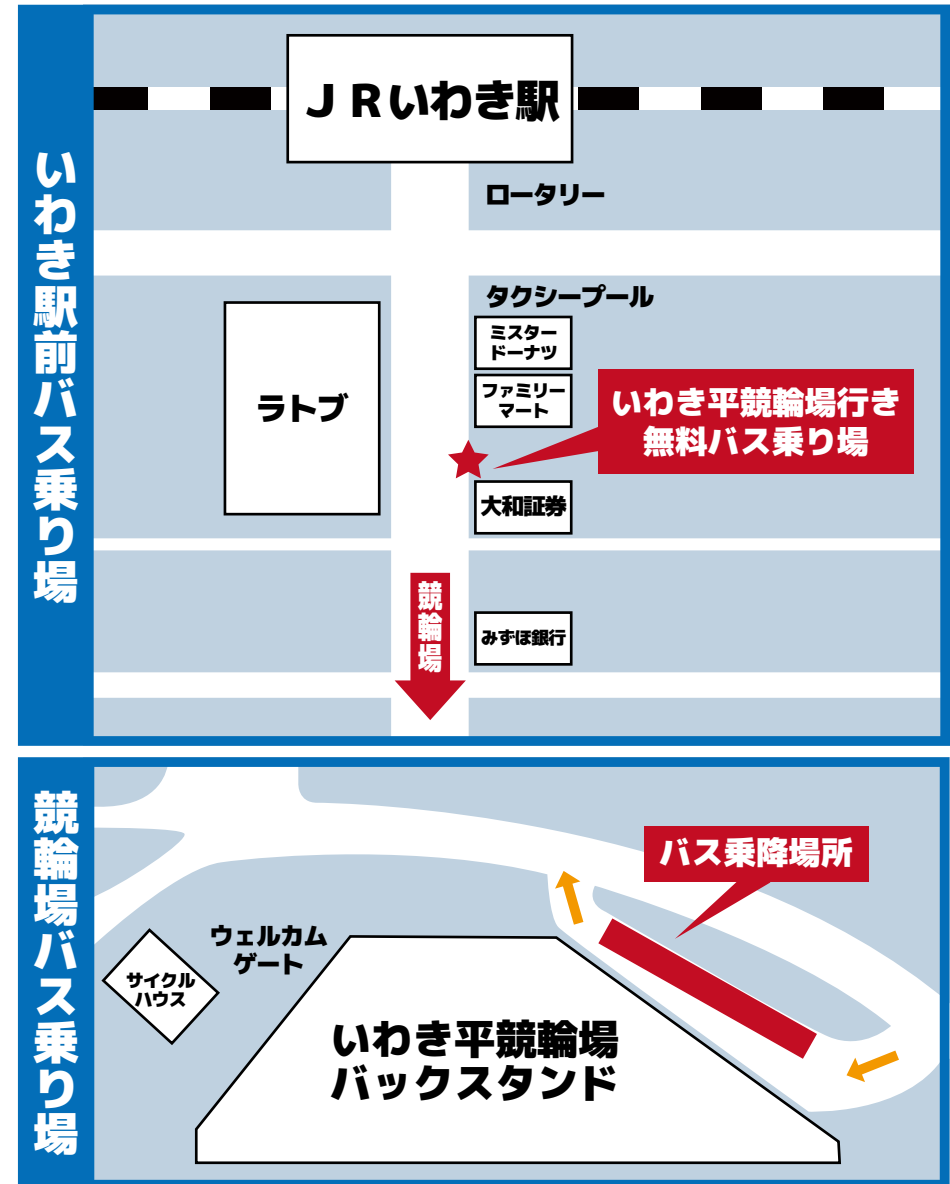 いわき駅前バス乗り場
ＪＲいわき駅
ロータリー
タクシープール
ミスター
ドーナツ
ファミリー
マート
ラトブ
いわき平競輪場行き
無料バス乗り場
大和証券
競輪場
みずほ銀行
競輪場バス乗り場
バス乗降場所
ウェルカム
ゲート
サイクル
ハウス
いわき平競輪場
バックスタンド